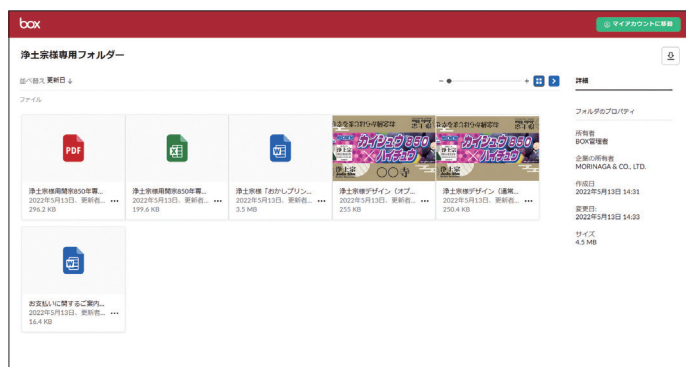 box
マイアカウントに移動
浄土宗様専用フォルダー
並べ替え 更新日 ↓
ファイル
PDF
浄土宗様用開宗850年専...
2022年5月13日、更新者...
296.2 KB
浄土宗様用開宗850年専...
2022年5月13日、更新者...
199.6 KB
浄土宗様「おかしプリン...
2022年5月13日、更新者...
3.5 MB
カイシュウ850
×ハイチュウ
浄土宗
〇〇寺
浄土宗様デザイン（オプ...
2022年5月13日、更新者...
255 KB
カイシュウ850
×ハイチュウ
浄土宗
浄土宗様デザイン（通常...
2022年5月13日、更新者...
250.4 KB
お支払いに関するご案内...
2022年5月13日、更新者...
16.4 KB
詳細
フォルダのプロパティ
所有者
BOX管理者
企業の所有者
MORINAGA & CO., LTD.
作成日
2022年5月13日 14:31
変更日:
2022年5月13日 14:33
サイズ
4.5 MB